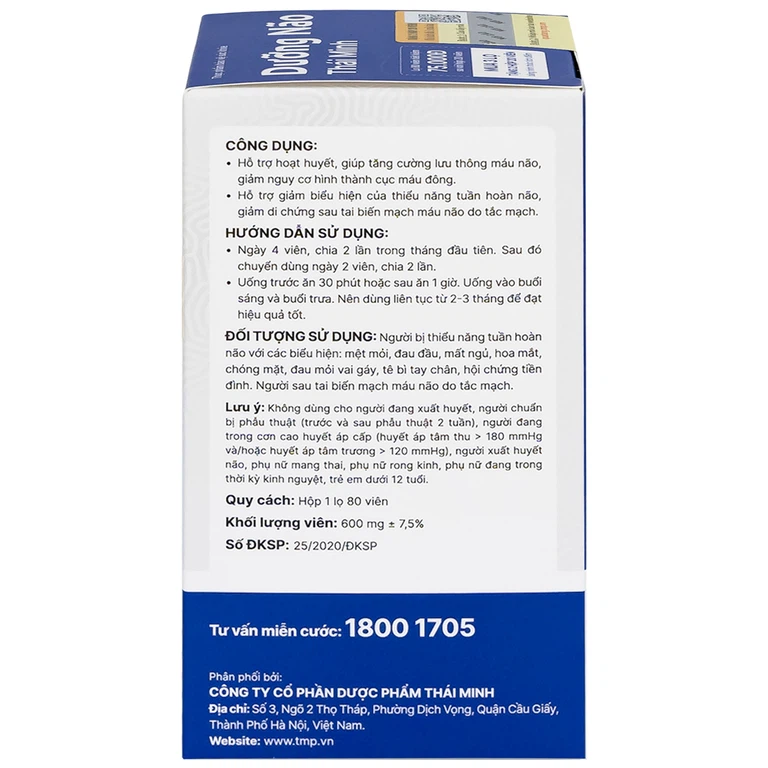 Dưỡng Não
Thái Minh
75.000Đ
MUA 3 LỌ
CÔNG DỤNG:
• Hỗ trợ hoạt huyết, giúp tăng cường lưu thông máu não,
giảm nguy cơ hình thành cục máu đông.
• Hỗ trợ giảm biểu hiện của thiểu năng tuần hoàn não,
giảm di chứng sau tai biến mạch máu não do tắc mạch.
HƯỚNG DẪN SỬ DỤNG:
• Ngày 4 viên, chia 2 lần trong tháng đầu tiên. Sau đó
chuyển dùng ngày 2 viên, chia 2 lần.
• Uống trước ăn 30 phút hoặc sau ăn 1 giờ. Uống vào buổi
sáng và buổi trưa. Nên dùng liên tục từ 2-3 tháng để đạt
hiệu quả tốt.
ĐỐI TƯỢNG SỬ DỤNG: Người bị thiểu năng tuần hoàn
não với các biểu hiện: mệt mỏi, đau đầu, mất ngủ, hoa mắt,
chóng mặt, đau mỏi vai gáy, tê bì tay chân, hội chứng tiền
đình. Người sau tai biến mạch máu não do tắc mạch.
Lưu ý: Không dùng cho người đang xuất huyết, người chuẩn
bị phẫu thuật (trước và sau phẫu thuật 2 tuần), người đang
trong cơn cao huyết áp cấp (huyết áp tâm thu > 180 mmHg
và/hoặc huyết áp tâm trương > 120 mmHg), người xuất huyết
não, phụ nữ mang thai, phụ nữ rong kinh, phụ nữ đang trong
thời kỳ kinh nguyệt, trẻ em dưới 12 tuổi.
Quy cách: Hộp 1 lọ 80 viên
Khối lượng viên: 600 mg ± 7,5%
Số ĐKSP: 25/2020/ĐKSP
Tư vấn miễn cước: 1800 1705
Phân phối bởi:
CÔNG TY CỔ PHẦN DƯỢC PHẨM THÁI MINH
Địa chỉ: Số 3, Ngõ 2 Thọ Tháp, Phường Dịch Vọng, Quận Cầu Giấy,
Thành Phố Hà Nội, Việt Nam.
Website: www.tmp.vn